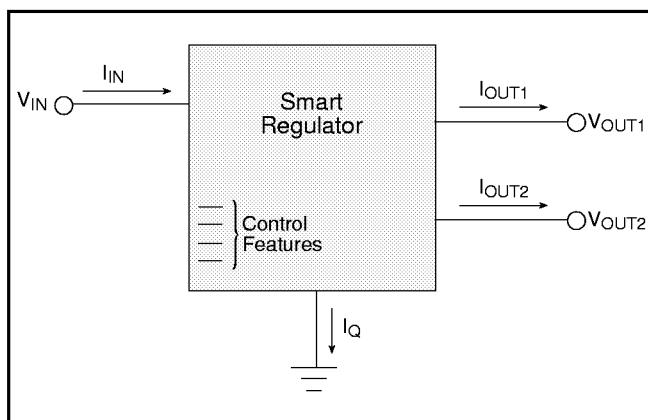 I_IN
V_IN
Smart
Regulator
I_OUT1
V_OUT1
I_OUT2
V_OUT2
Control
Features
I_Q